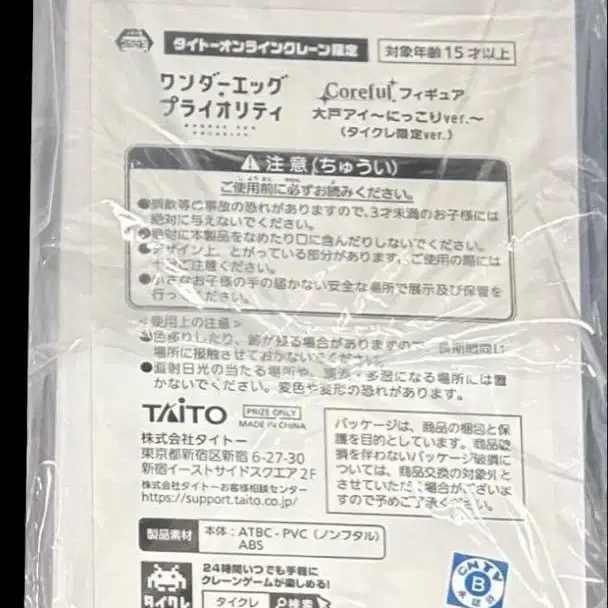 タイトーオンラインクレーン限定
対象年齢15才以上
ワンダーエッグ・プライオリティ
Corefulフィギュア
大戸アイ～にっこりver.～
(タイクレ限定ver.)
注意(ちゅうい)
ご使用前に必ずお読みください。
●誤飲等の事故の恐れがありますので、3才未満のお子様には
絶対に与えないでください。
絶対に本製品をなめたり口に含んだりしないでください。
●デザイン上、とがっている部分があります。ご使用の際には
ご注意ください。
●小さなお子様の手の届かない安全な場所で展示及び保管を
行ってください。
<使用上の注意>
色移りしたり、跡が残る場合がありますので、長時間同じ
場所に接触させておかないでください。
●直射日光の当たる場所や、高温・多湿になる場所には置
かないでください。変色や変形の恐れがあります。
TAITO
PRIZE ONLY
MADE IN CHINA
株式会社タイトー
東京都新宿区新宿6-27-30
新宿イーストサイドスクエア2F
株式会社タイトーお客様相談センター
https://support.taito.co.jp/
パッケージは、商品の梱包と保
護を目的としています。商品破
損を伴わないパッケージ破損に
については、商品交換の対象外と
させていただく場合がございま
すので予めご了承ください。
製品素材
本体:ATBC-PVC(ノンフタル)
ABS
24時間いつでも手軽に
クレーンゲームが楽しめる!
タイクレ
タイクレ 検索
CNTV
B